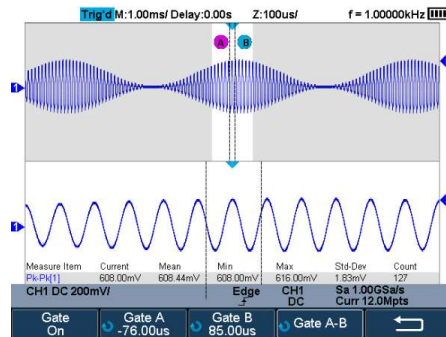 Trig'd M:1.00ms/ Delay:0.00s Z:100us/ f = 1.00000kHz
A B
1
1
Measure Item Current Mean Min Max Std-Dev Count
Pk-Pk[1] 608.00mV 608.44mV 608.00mV 616.00mV 1.83mV 127
CH1 DC 200mV/ Edge CH1 Sa 1.00GSa/s
DC Curr 12.0Mpts
Gate Gate A Gate B Gate A-B
On -76.00us 85.00us